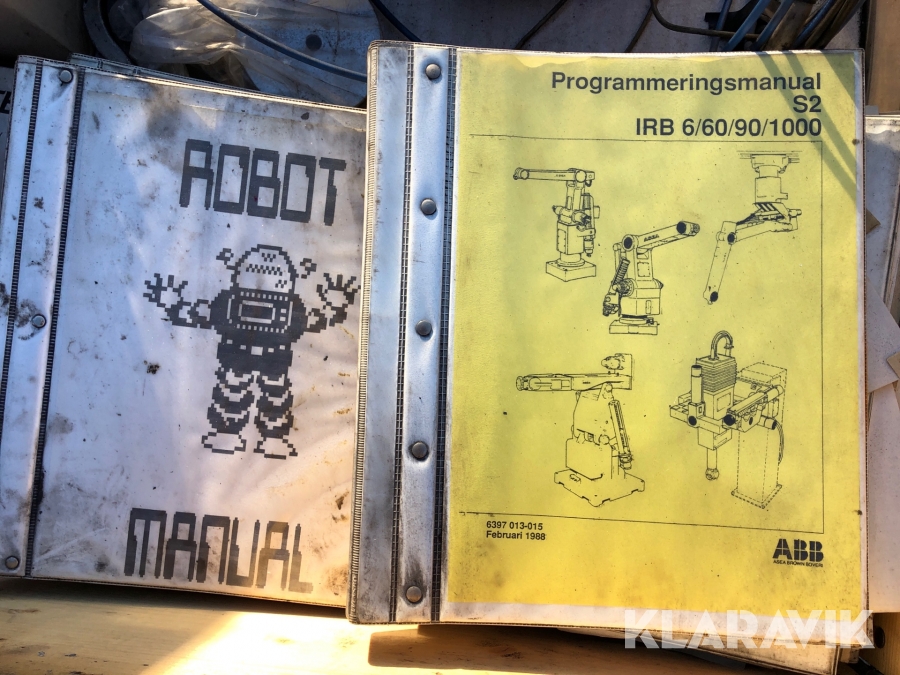 ROBOT
MANUAL
Programmeringsmanual
S2
IRB 6/60/90/1000
ASEA
6397 013-015
Februari 1988
ABB
ASEA BROWN BOVERI
KLARAVIK